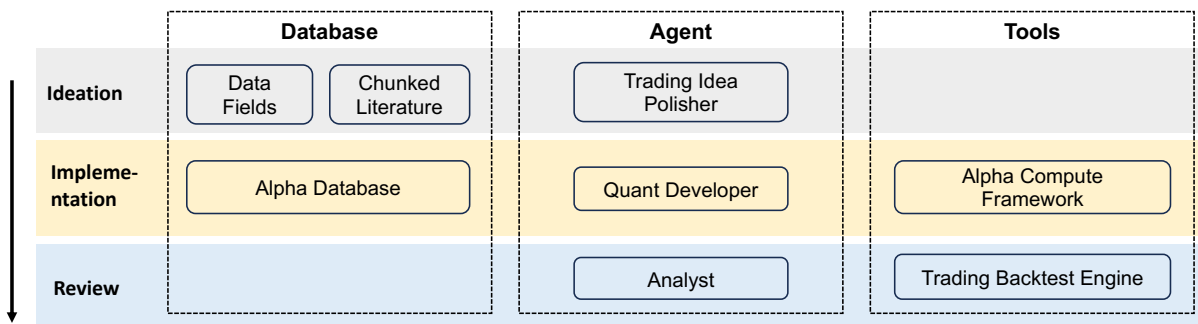 Database
Agent
Tools
Ideation
Data
Fields
Chunked
Literature
Trading Idea
Polisher
Impleme-
ntation
Alpha Database
Quant Developer
Alpha Compute
Framework
Review
Analyst
Trading Backtest Engine